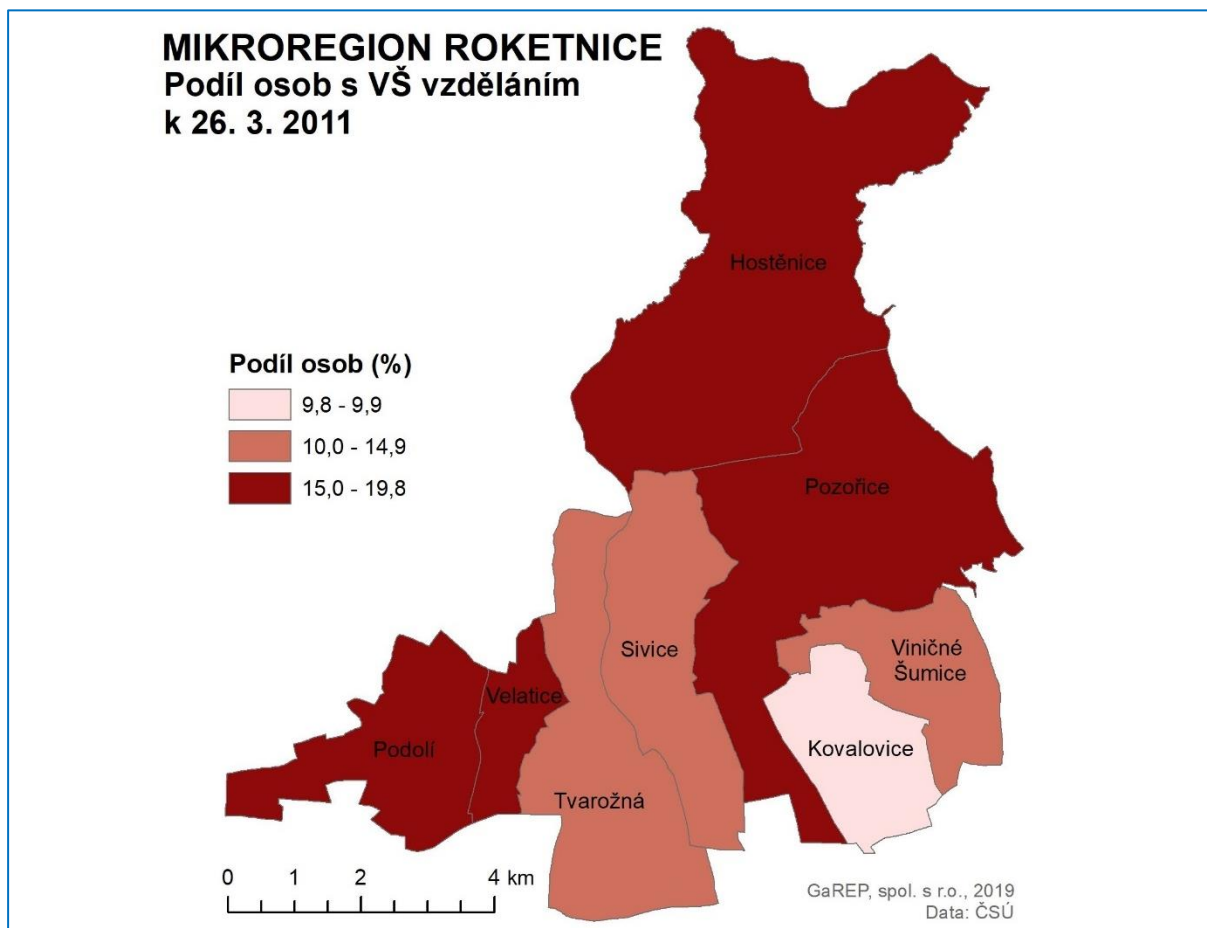 MIKROREGION ROKETNICE
Podíl osob s VŠ vzděláním
k 26. 3. 2011
Hostěnice
Podíl osob (%)
9,8 - 9,9
10,0 - 14,9
15,0 - 19,8
Pozořice
Sivice
Viničné
Šumice
Velatice
Podolí
Kovalovice
Tvarožná
0 1 2 4 km
GaREP, spol. s r.o., 2019
Data: ČSÚ